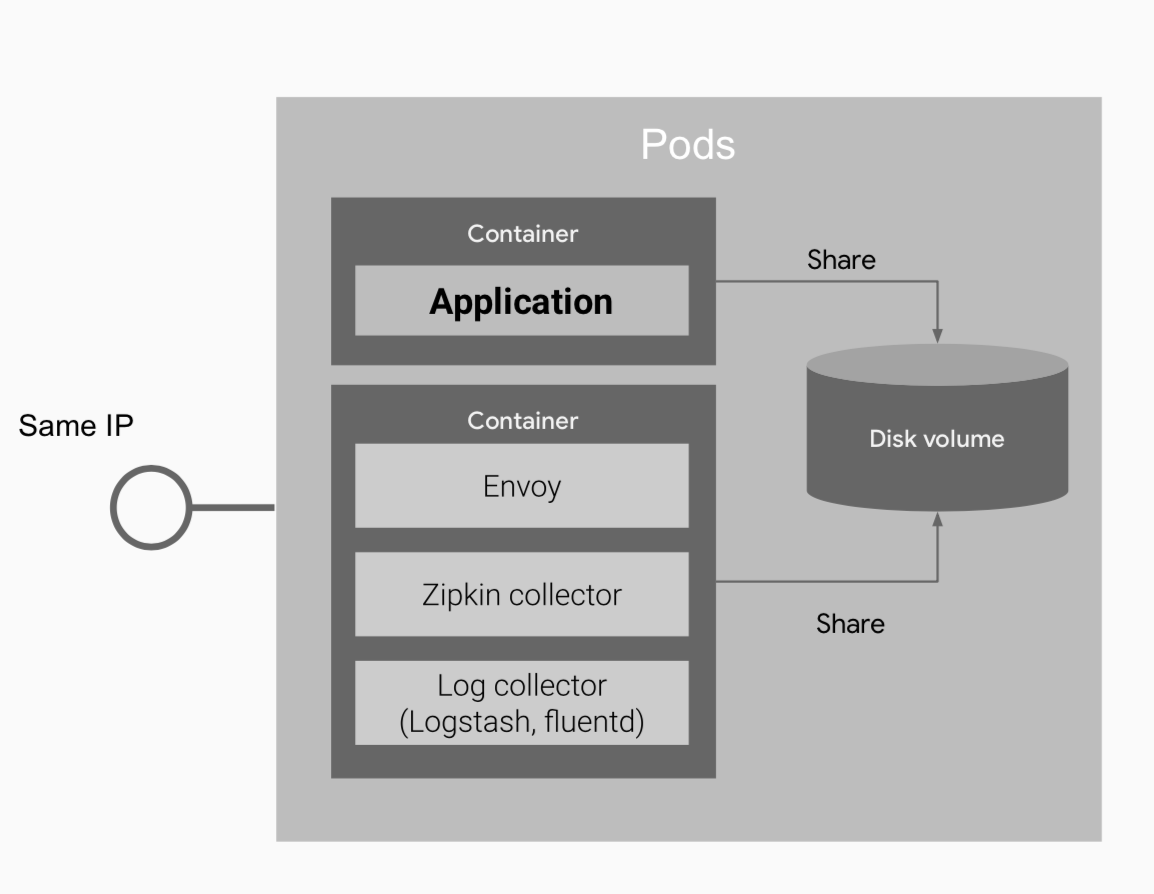 Pods
Container
Application
Share
Same IP
Container
Envoy
Disk volume
Zipkin collector
Share
Log collector
(Logstash, fluentd)